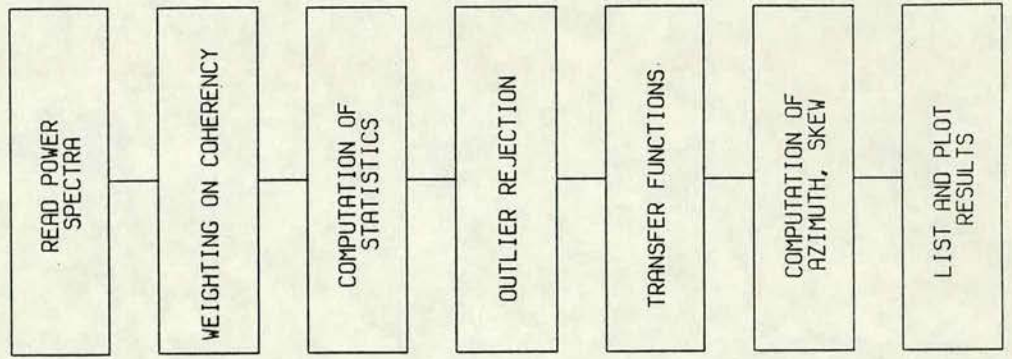 READ POWER
SPECTRA
WEIGHTING ON COHERENCY
COMPUTATION OF
STATISTICS
OUTLIER REJECTION
TRANSFER FUNCTIONS
COMPUTATION OF
AZIMUTH, SKEW
LIST AND PLOT
RESULTS